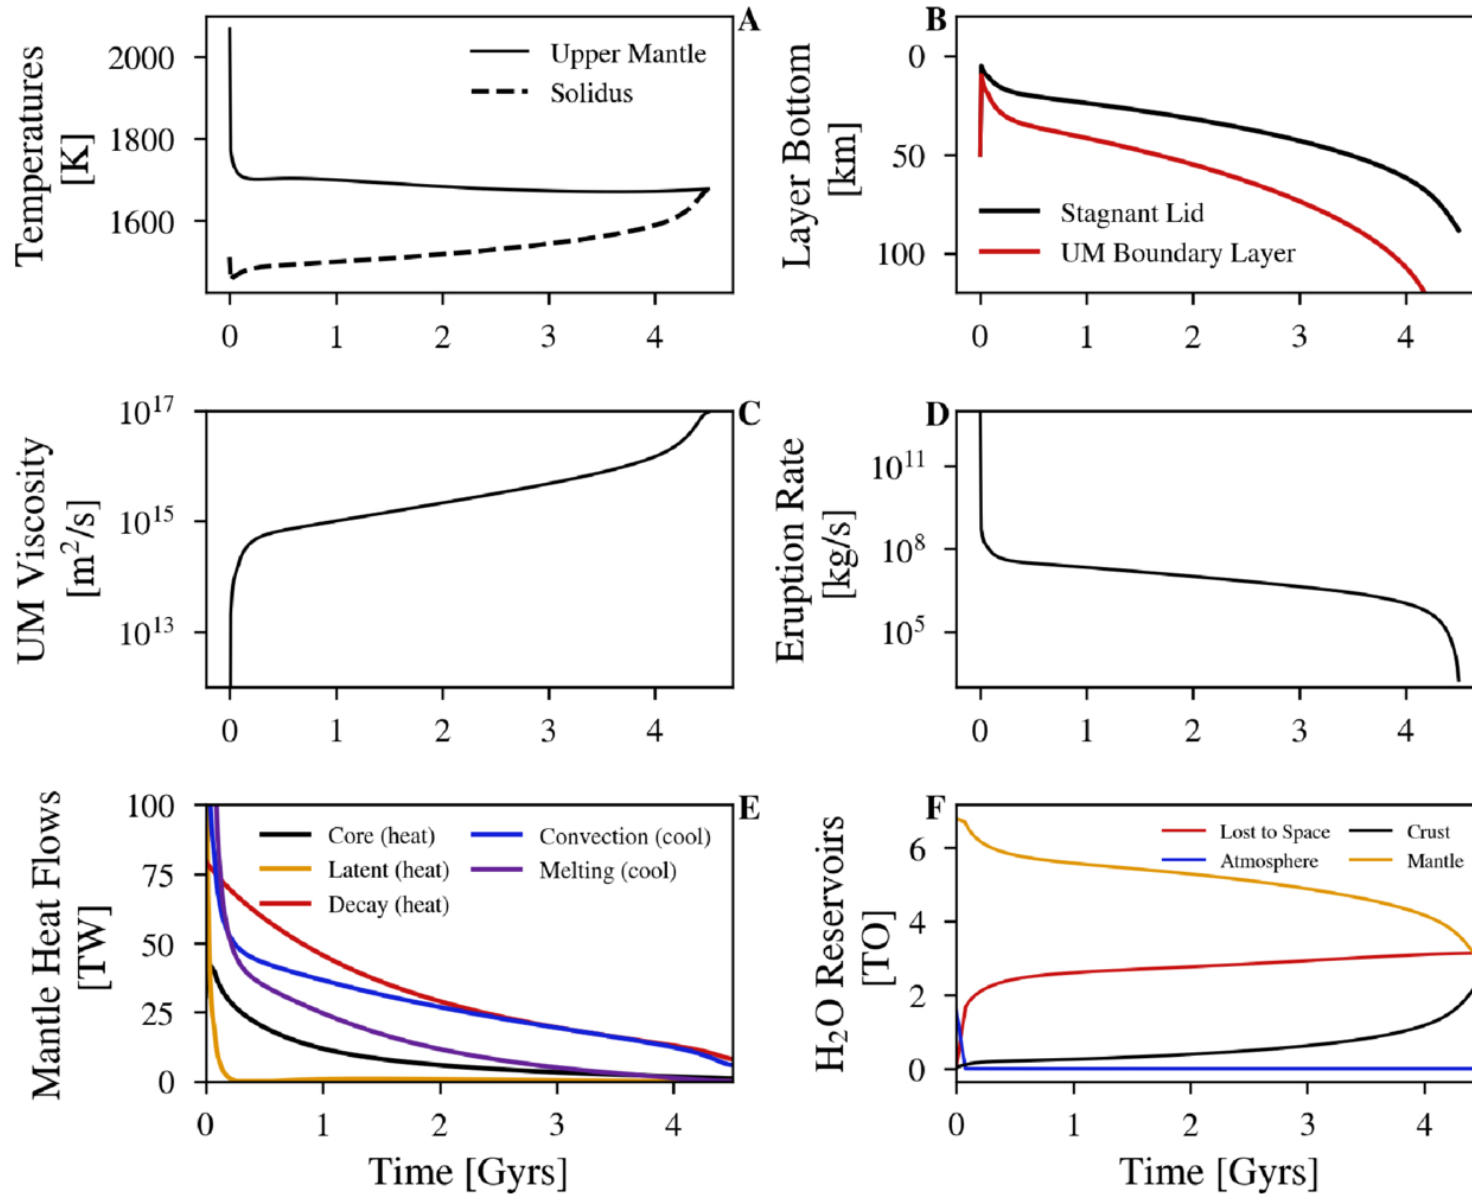 A
Temperatures
[K]
2000
1800
1600
Upper Mantle
Solidus
0 1 2 3 4
B
Layer Bottom
[km]
0
50
100
Stagnant Lid
UM Boundary Layer
0 1 2 3 4
C
UM Viscosity
[m²/s]
10¹⁷
10¹⁵
10¹³
0 1 2 3 4
D
Eruption Rate
[kg/s]
10¹¹
10⁸
10⁵
0 1 2 3 4
E
Mantle Heat Flows
[TW]
100
75
50
25
0
Core (heat)
Latent (heat)
Decay (heat)
Convection (cool)
Melting (cool)
0 1 2 3 4
Time [Gyrs]
F
H₂O Reservoirs
[TO]
6
4
2
0
Lost to Space
Atmosphere
Crust
Mantle
0 1 2 3 4
Time [Gyrs]